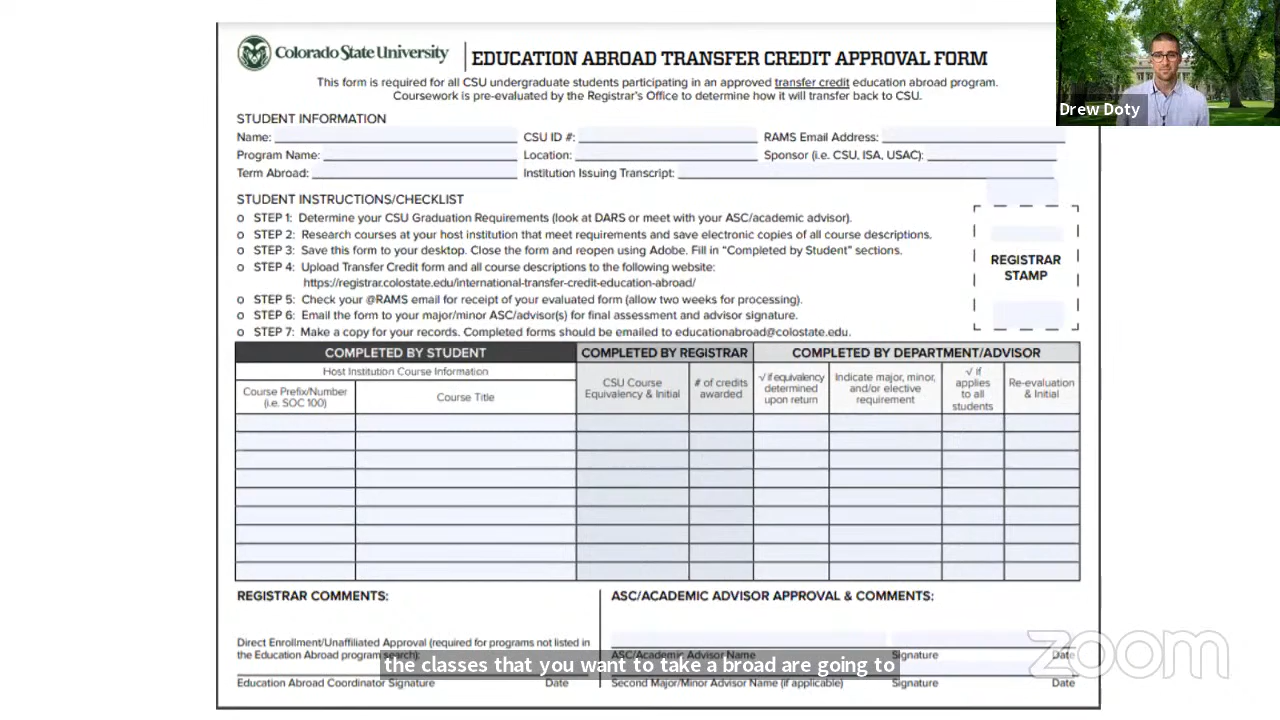 Colorado State University
EDUCATION ABROAD TRANSFER CREDIT APPROVAL FORM
This form is required for all CSU undergraduate students participating in an approved transfer credit education abroad program.
Coursework is pre-evaluated by the Registrar's Office to determine how it will transfer back to CSU.
Drew Doty
STUDENT INFORMATION
Name: CSU ID #: RAMS Email Address:
Program Name: Location: Sponsor (i.e. CSU, ISA, USAC):
Term Abroad: Institution Issuing Transcript:
STUDENT INSTRUCTIONS/CHECKLIST
o STEP 1: Determine your CSU Graduation Requirements (look at DARS or meet with your ASC/academic advisor).
o STEP 2: Research courses at your host institution that meet requirements and save electronic copies of all course descriptions.
o STEP 3: Save this form to your desktop. Close the form and reopen using Adobe. Fill in "Completed by Student" sections.
o STEP 4: Upload Transfer Credit form and all course descriptions to the following website:
https://registrar.colostate.edu/international-transfer-credit-education-abroad/
o STEP 5: Check your @RAMS email for receipt of your evaluated form (allow two weeks for processing).
o STEP 6: Email the form to your major/minor ASC/advisor(s) for final assessment and advisor signature.
o STEP 7: Make a copy for your records. Completed forms should be emailed to educationabroad@colostate.edu.
REGISTRAR
STAMP
COMPLETED BY STUDENT COMPLETED BY REGISTRAR COMPLETED BY DEPARTMENT/ADVISOR
Host Institution Course Information
Course Prefix/Number
(i.e. SOC 100)
Course Title
CSU Course
Equivalency & Initial
# of credits
awarded
√ if equivalency
determined
upon return
Indicate major, minor,
and/or elective
requirement
√ if
applies
to all
students
Re-evaluation
& Initial
REGISTRAR COMMENTS:
Direct Enrollment/Unaffiliated Approval (required for programs not listed in
the Education Abroad program search):
Education Abroad Coordinator Signature Date
ASC/ACADEMIC ADVISOR APPROVAL & COMMENTS:
ASC/Academic Advisor Name Signature Date
Second Major/Minor Advisor Name (if applicable) Signature Date
the classes that you want to take a broad are going to
zoom